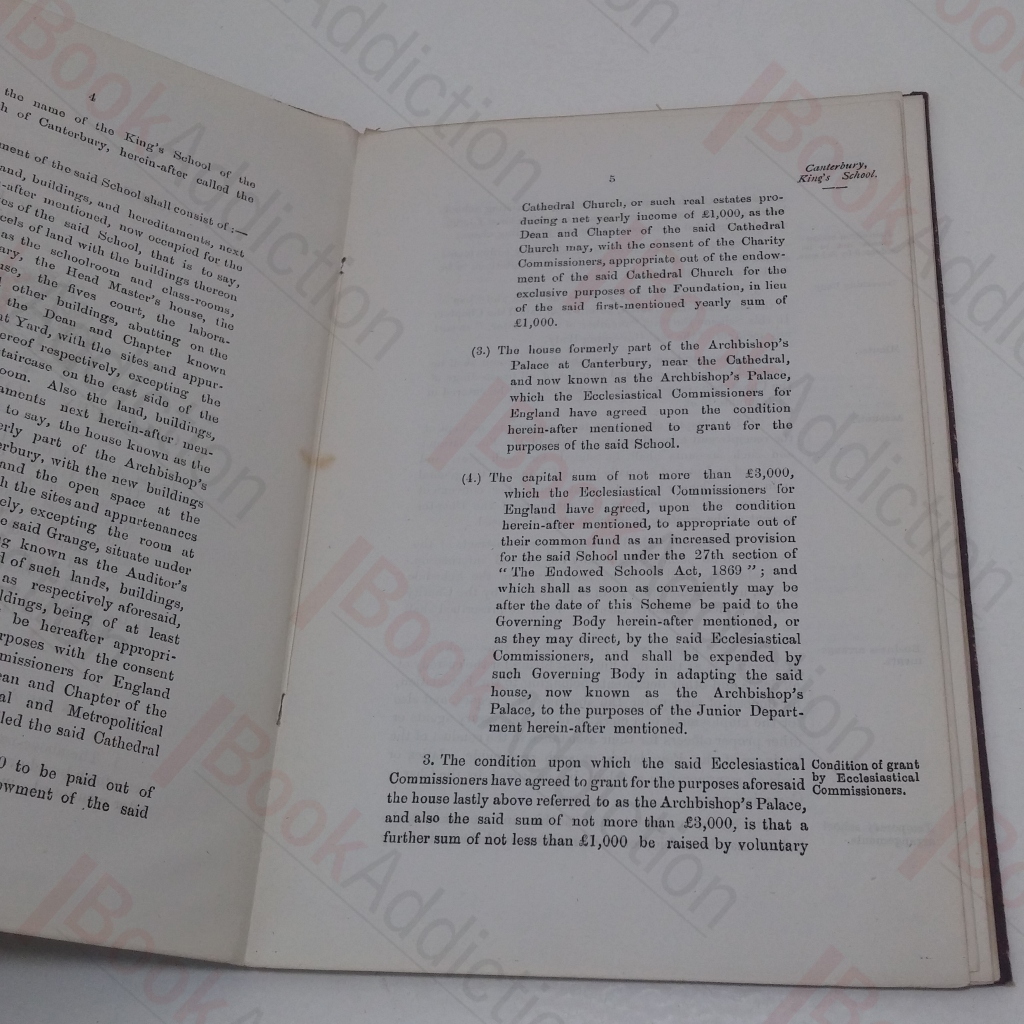 4
the name of the King's School of the
h of Canterbury, herein-after called the
ment of the said School shall consist of :—
and, buildings, and hereditaments, next
-after mentioned, now occupied for the
es of the said School, that is to say,
cels of land with the buildings thereon
as the schoolroom and class-rooms,
ary, the Head Master's house, the
use, the fives court, the labora-
l other buildings, abutting on the
the Dean and Chapter known
nt Yard, with the sites and appur-
ereof respectively, excepting the
taircase on the east side of the
oom. Also the land, buildings,
aments next herein-after men-
to say, the house known as the
erly part of the Archbishop's
erbury, with the new buildings
and the open space at the
h the sites and appurtenances
ely, excepting the room at
e said Grange, situate under
g known as the Auditor's
d of such lands, buildings,
as respectively aforesaid,
ldings, being of at least
be hereafter appropri-
rposes with the consent
missioners for England
ean and Chapter of the
al and Metropolitical
led the said Cathedral
0 to be paid out of
owment of the said
5
Canterbury,
King's School.
Cathedral Church, or such real estates pro-
ducing a net yearly income of £1,000, as the
Dean and Chapter of the said Cathedral
Church may, with the consent of the Charity
Commissioners, appropriate out of the endow-
ment of the said Cathedral Church for the
exclusive purposes of the Foundation, in lieu
of the said first-mentioned yearly sum of
£1,000.
(3.) The house formerly part of the Archbishop's
Palace at Canterbury, near the Cathedral,
and now known as the Archbishop's Palace,
which the Ecclesiastical Commissioners for
England have agreed upon the condition
herein-after mentioned to grant for the
purposes of the said School.
(4.) The capital sum of not more than £3,000,
which the Ecclesiastical Commissioners for
England have agreed, upon the condition
herein-after mentioned, to appropriate out of
their common fund as an increased provision
for the said School under the 27th section of
"The Endowed Schools Act, 1869"; and
which shall as soon as conveniently may be
after the date of this Scheme be paid to the
Governing Body herein-after mentioned, or
as they may direct, by the said Ecclesiastical
Commissioners, and shall be expended by
such Governing Body in adapting the said
house, now known as the Archbishop's
Palace, to the purposes of the Junior Depart-
ment herein-after mentioned.
3. The condition upon which the said Ecclesiastical
Commissioners have agreed to grant for the purposes aforesaid
the house lastly above referred to as the Archbishop's Palace,
and also the said sum of not more than £3,000, is that a
further sum of not less than £1,000 be raised by voluntary
Condition of grant
by Ecclesiastical
Commissioners.
BookAddiction